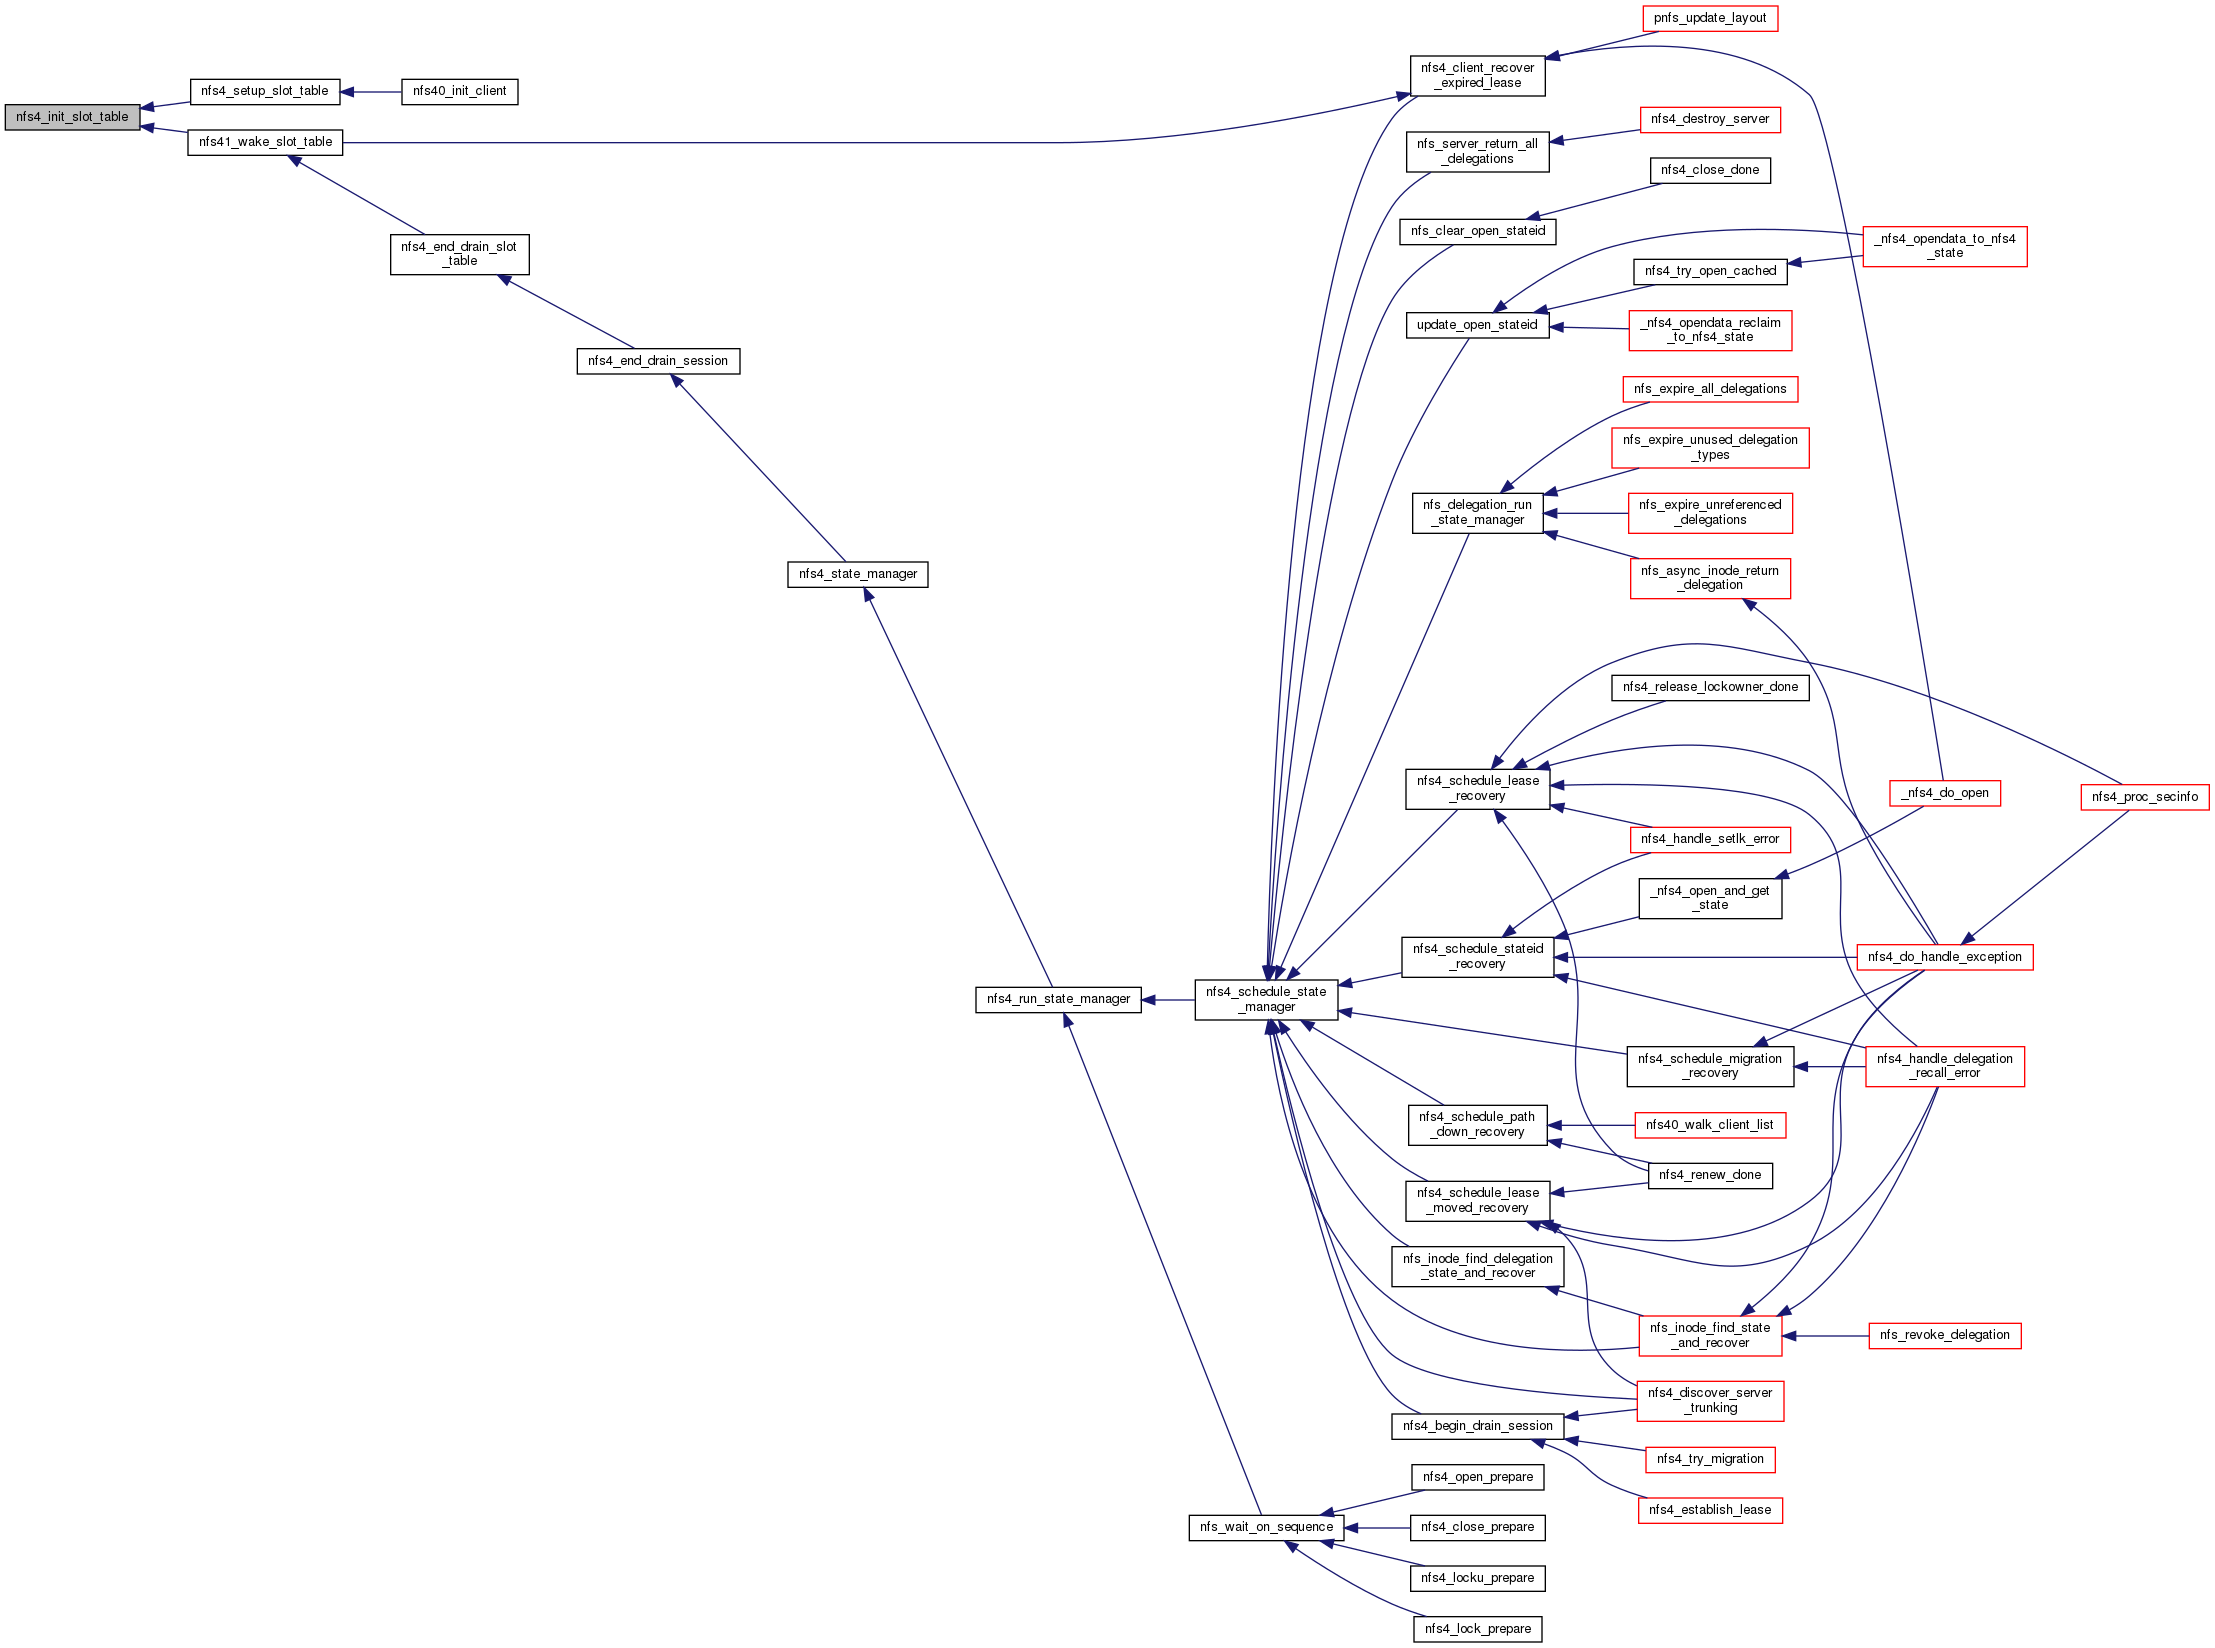 nfs4_init_slot_table
nfs4_setup_slot_table
nfs40_init_client
nfs41_wake_slot_table
nfs4_end_drain_slot
_table
nfs4_end_drain_session
nfs4_state_manager
nfs4_run_state_manager
nfs4_schedule_state
_manager
nfs_wait_on_sequence
nfs4_client_recover
_expired_lease
nfs_server_return_all
_delegations
nfs_clear_open_stateid
update_open_stateid
nfs_delegation_run
_state_manager
nfs4_schedule_lease
_recovery
nfs4_schedule_stateid
_recovery
nfs4_schedule_path
_down_recovery
nfs4_schedule_lease
_moved_recovery
nfs_inode_find_delegation
_state_and_recover
nfs4_begin_drain_session
nfs4_open_prepare
nfs4_close_prepare
nfs4_locku_prepare
nfs4_lock_prepare
pnfs_update_layout
nfs4_destroy_server
nfs4_close_done
nfs4_try_open_cached
_nfs4_opendata_reclaim
_to_nfs4_state
nfs_expire_all_delegations
nfs_expire_unused_delegation
_types
nfs_expire_unreferenced
_delegations
nfs_async_inode_return
_delegation
nfs4_release_lockowner_done
nfs4_handle_setlk_error
_nfs4_open_and_get
_state
nfs4_schedule_migration
_recovery
nfs40_walk_client_list
nfs4_renew_done
nfs_inode_find_state
_and_recover
nfs4_discover_server
_trunking
nfs4_try_migration
nfs4_establish_lease
_nfs4_opendata_to_nfs4
_state
_nfs4_do_open
nfs4_do_handle_exception
nfs4_handle_delegation
_recall_error
nfs_revoke_delegation
nfs4_proc_secinfo